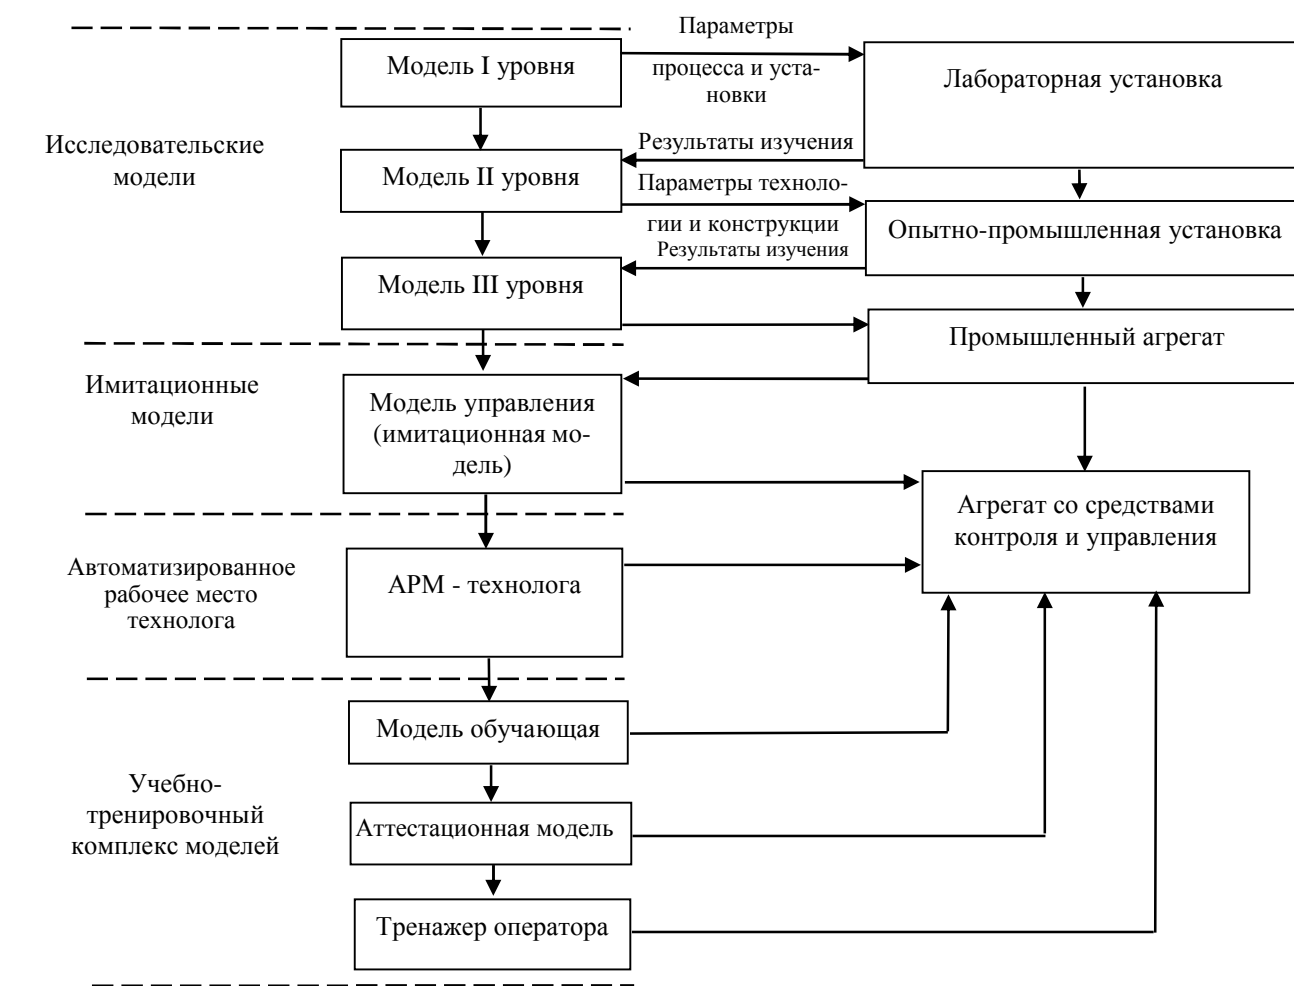 Параметры
Модель I уровня
процесса и уста-
новки
Лабораторная установка
Исследовательские
модели
Результаты изучения
Модель II уровня
Параметры техноло-
гии и конструкции
Опытно-промышленная установка
Результаты изучения
Модель III уровня
Промышленный агрегат
Имитационные
модели
Модель управления
(имитационная мо-
дель)
Агрегат со средствами
контроля и управления
Автоматизированное
рабочее место
технолога
АРМ - технолога
Модель обучающая
Учебно-
тренировочный
комплекс моделей
Аттестационная модель
Тренажер оператора